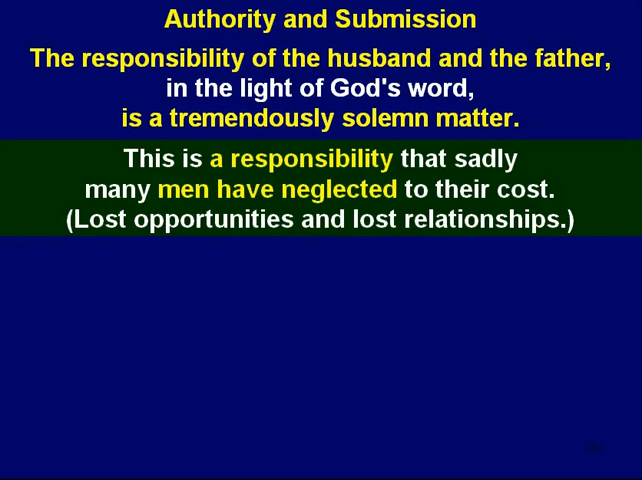 Authority and Submission
The responsibility of the husband and the father,
in the light of God's word,
is a tremendously solemn matter.
This is a responsibility that sadly
many men have neglected to their cost.
(Lost opportunities and lost relationships.)